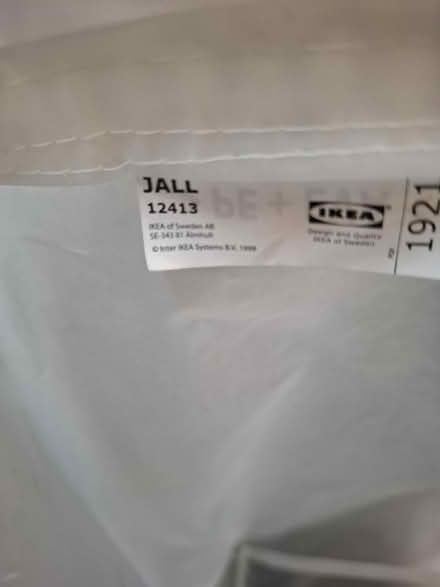 JALL
12413
IKEA of Sweden AB
SE-343 81 Älmhult
© Inter IKEA Systems B.V. 1999
IKEA
Design and Quality
IKEA of Sweden
1921